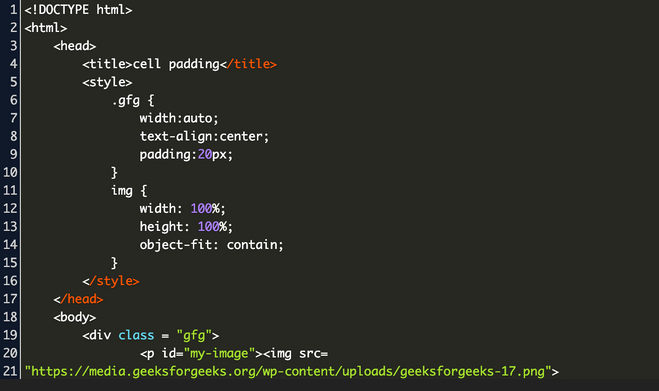 1 <!DOCTYPE html>
2 <html>
3     <head>
4         <title>cell padding</title>
5         <style>
6             .gfg {
7                 width:auto;
8                 text-align:center;
9                 padding:20px;
10             }
11             img {
12                 width: 100%;
13                 height: 100%;
14                 object-fit: contain;
15             }
16         </style>
17     </head>
18     <body>
19         <div class = "gfg">
20                 <p id="my-image"><img src=
21 "https://media.geeksforgeeks.org/wp-content/uploads/geeksforgeeks-17.png">